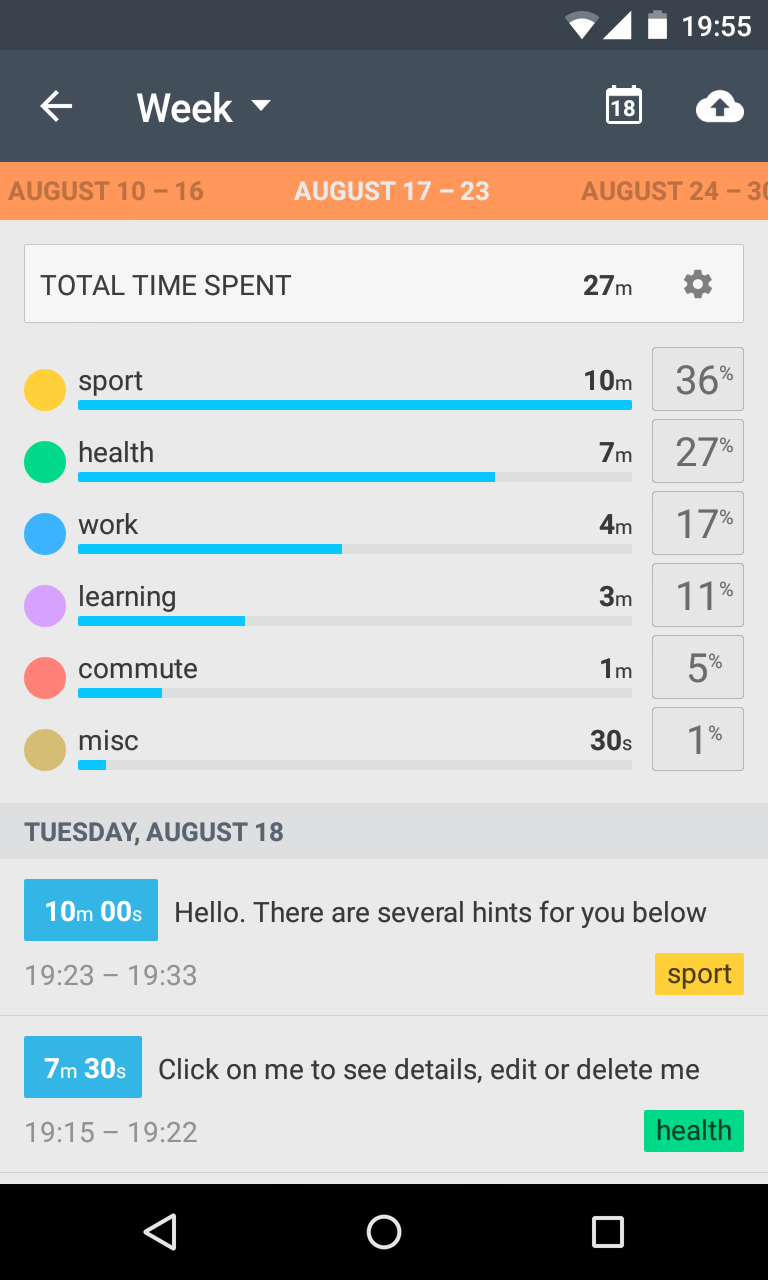 19:55
Week
18
AUGUST 10 – 16 AUGUST 17 – 23 AUGUST 24 – 30
TOTAL TIME SPENT 27m
sport 10m 36%
health 7m 27%
work 4m 17%
learning 3m 11%
commute 1m 5%
misc 30s 1%
TUESDAY, AUGUST 18
10m 00s Hello. There are several hints for you below
19:23 – 19:33 sport
7m 30s Click on me to see details, edit or delete me
19:15 – 19:22 health